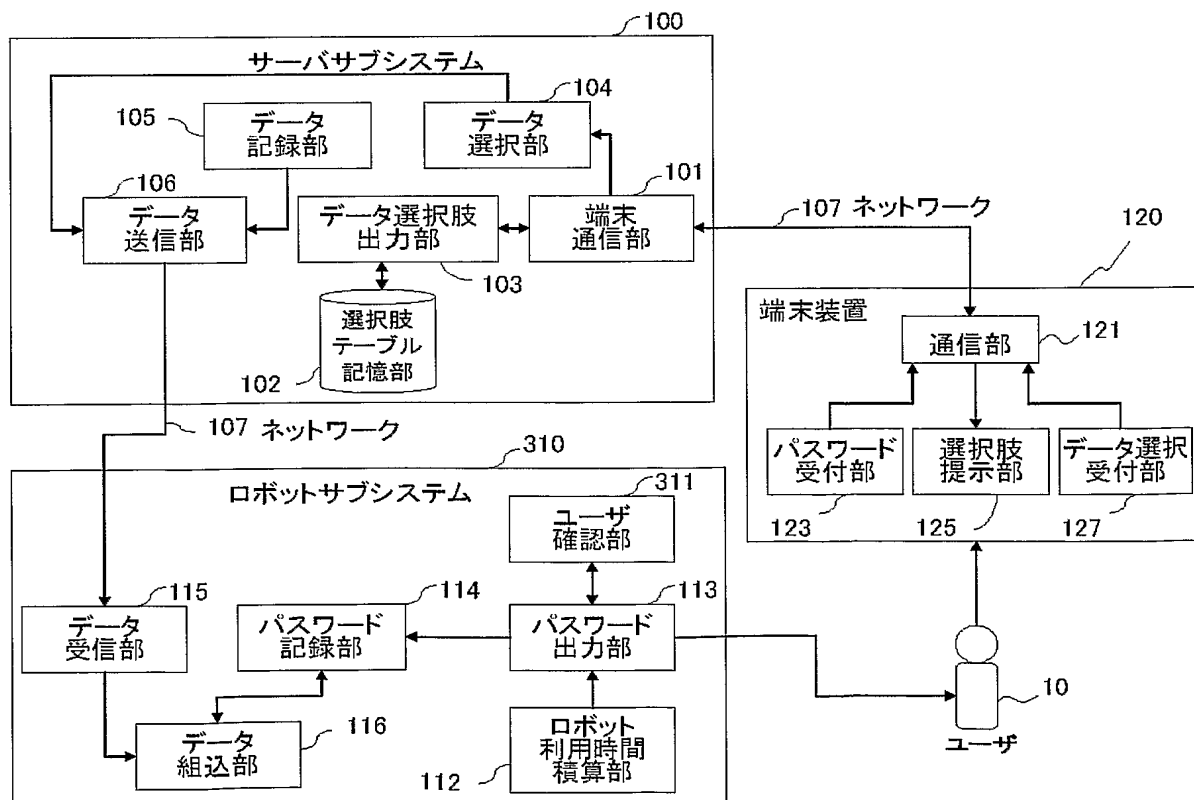 100
サーバサブシステム
104
105
データ
記録部
データ
選択部
106
101
データ
送信部
データ選択肢
出力部
端末
通信部
107 ネットワーク
103
120
選択肢
テーブル
記憶部
102
端末装置
通信部
121
107 ネットワーク
パスワード
受付部
選択肢
提示部
データ選択
受付部
123
125
127
310
ロボットサブシステム
311
ユーザ
確認部
115
114
113
データ
受信部
パスワード
記録部
パスワード
出力部
10
ユーザ
データ
組込部
116
ロボット
利用時間
積算部
112